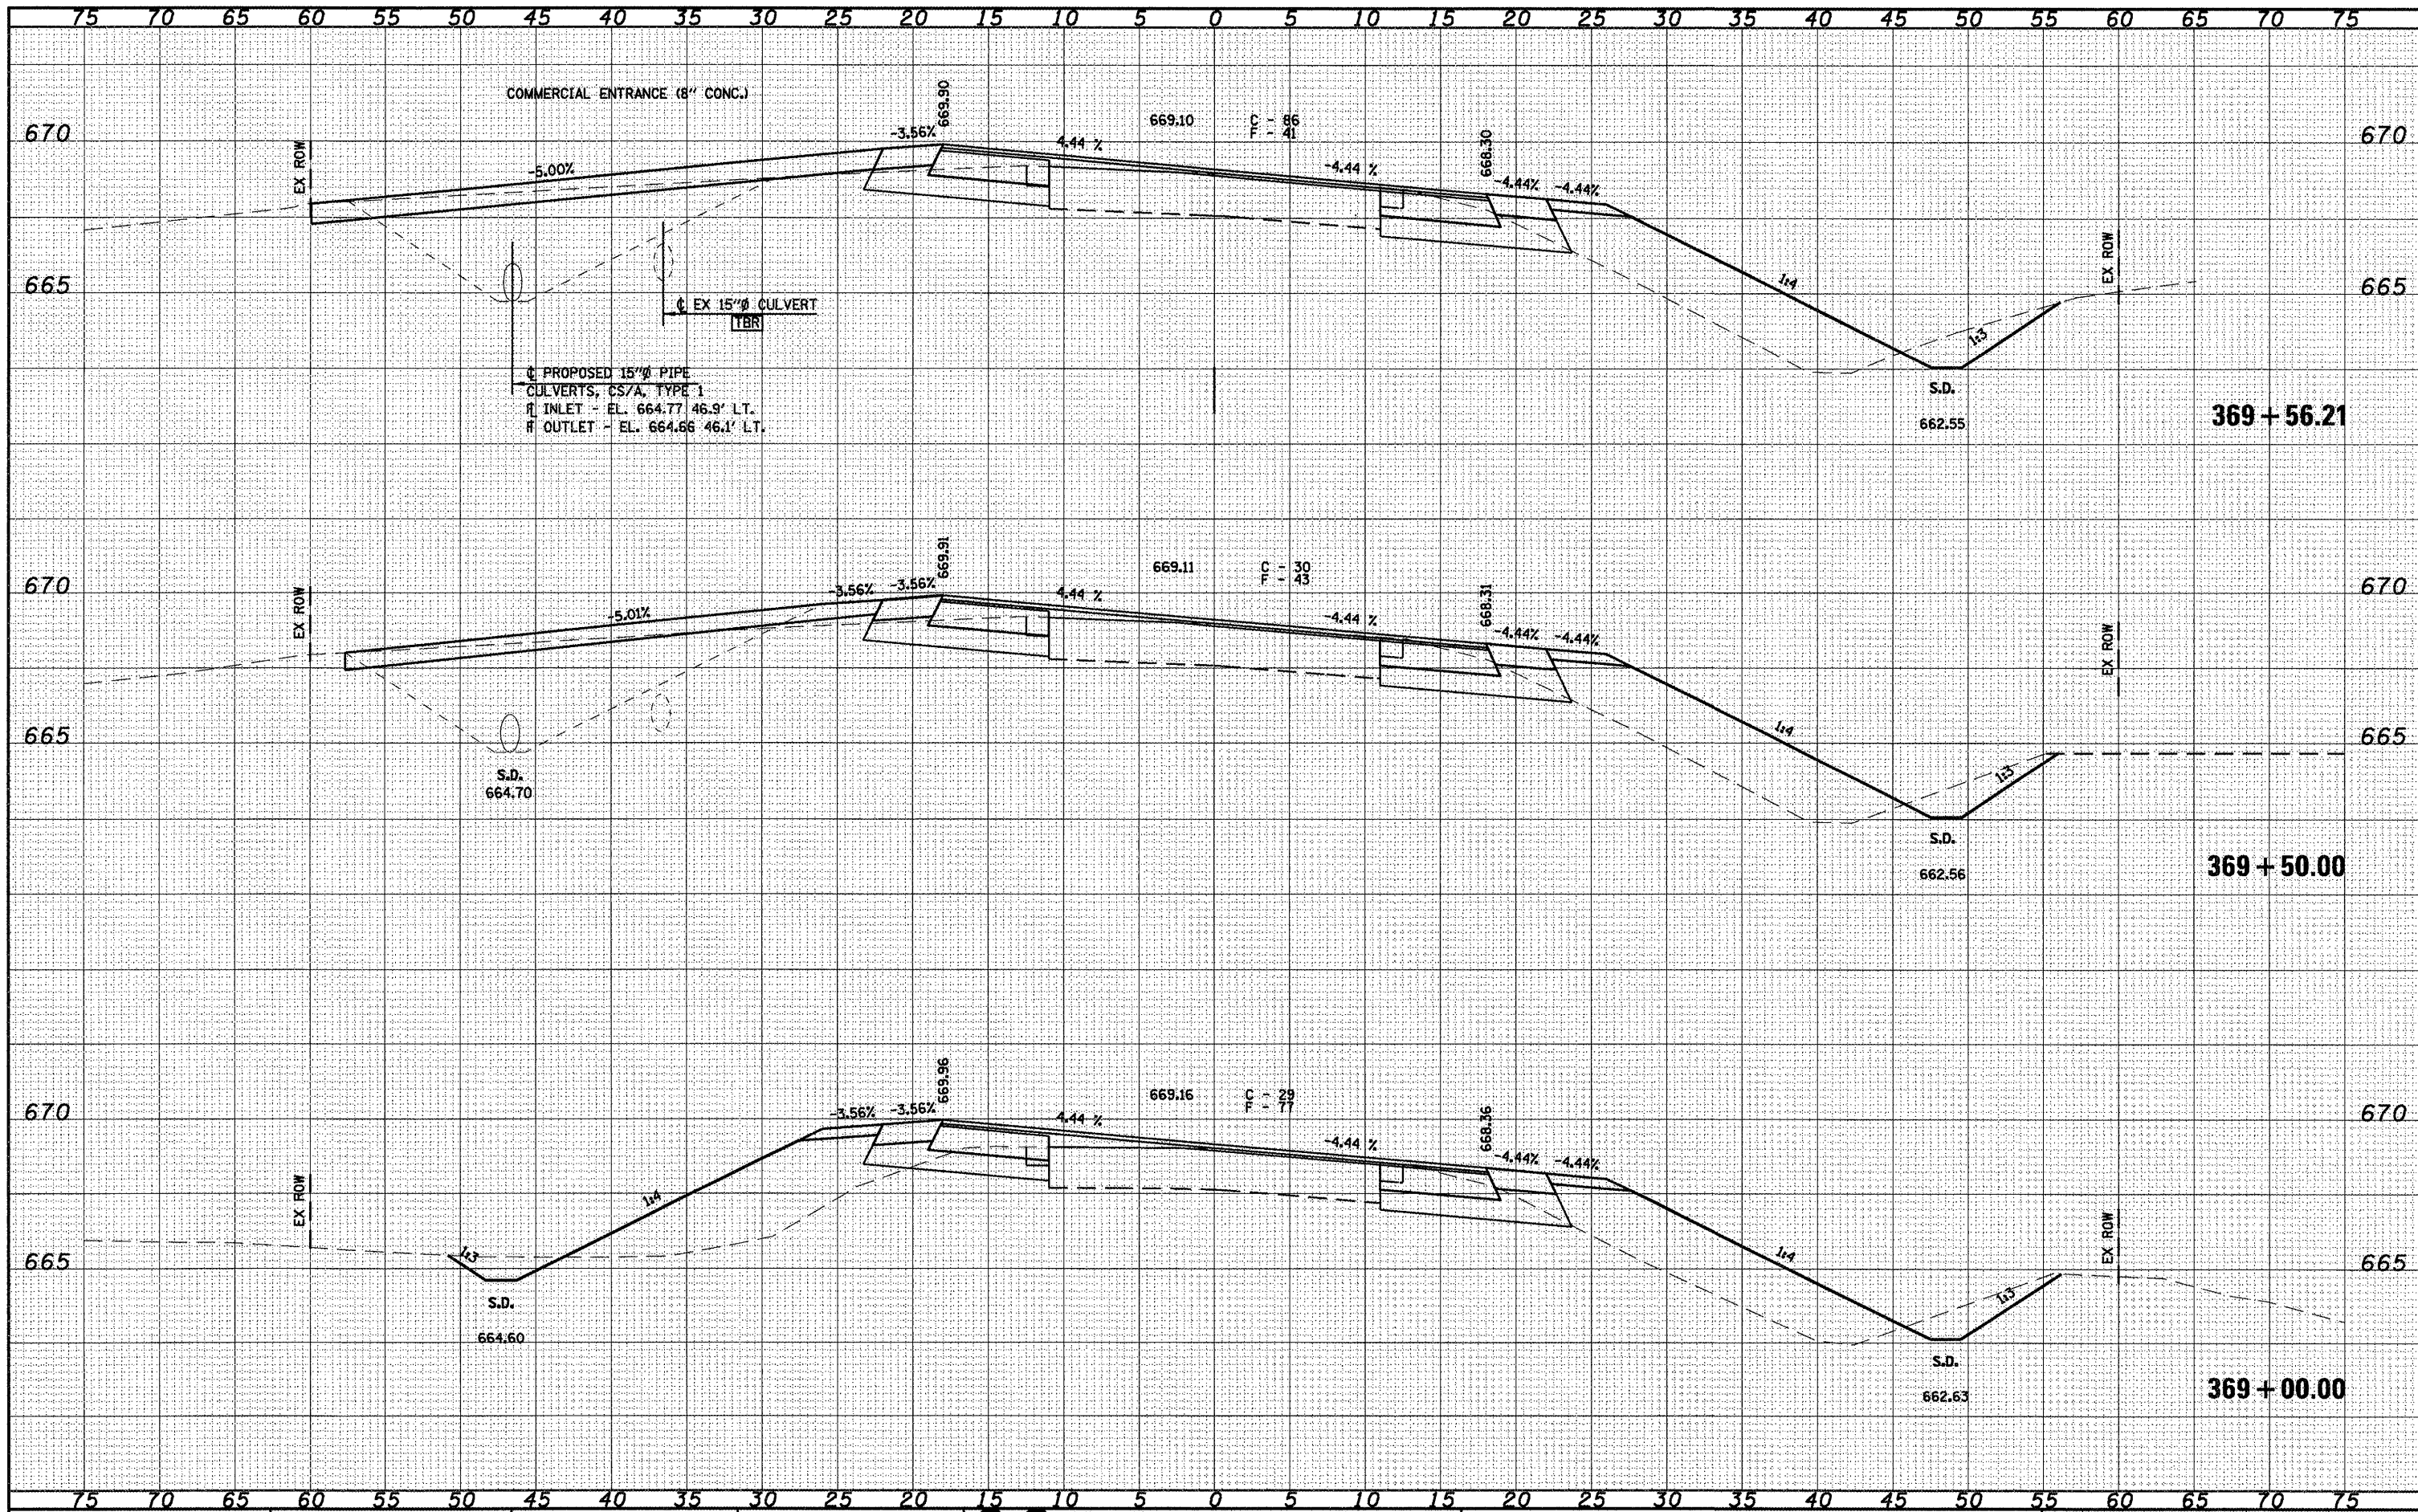 75 70 65 60 55 50 45 40 35 30 25 20 15 10 5 0 5 10 15 20 25 30 35 40 45 50 55 60 65 70 75
COMMERCIAL ENTRANCE (8" CONC.)
669.90
669.10
C - 86
F - 41
670
EX ROW
-5.00%
-3.56%
4.44 %
-4.44 %
668.30
-4.44%
-4.44%
670
EX ROW
665
1:4
1:3
665
℄ EX 15"Ø CULVERT
TBR
℄ PROPOSED 15"Ø PIPE
CULVERTS, CS/A, TYPE 1
INLET - EL. 664.77 46.9' LT.
OUTLET - EL. 664.66 46.1' LT.
S.D.
662.55
369+56.21
669.91
669.11
C - 30
F - 43
670
EX ROW
-5.01%
-3.56%
-3.56%
4.44 %
-4.44 %
668.31
-4.44%
-4.44%
670
EX ROW
665
1:4
1:3
665
S.D.
664.70
S.D.
662.56
369+50.00
669.96
669.16
C - 29
F - 77
670
-3.56%
-3.56%
4.44 %
-4.44 %
668.36
-4.44%
-4.44%
670
EX ROW
1:4
EX ROW
665
1:3
1:4
1:3
665
S.D.
664.60
S.D.
662.63
369+00.00
75 70 65 60 55 50 45 40 35 30 25 20 15 10 5 0 5 10 15 20 25 30 35 40 45 50 55 60 65 70 75